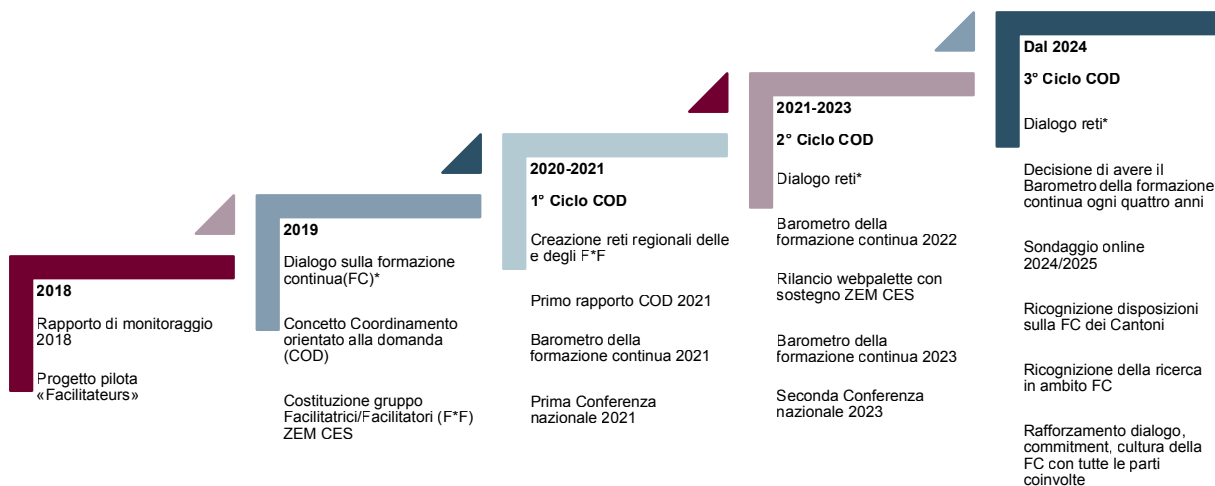 2018
Rapporto di monitoraggio
2018
Progetto pilota
«Facilitateurs»
2019
Dialogo sulla formazione
continua(FC)*
Concetto Coordinamento
orientato alla domanda
(COD)
Costituzione gruppo
Facilitatrici/Facilitatori (F*F)
ZEM CES
2020-2021
1° Ciclo COD
Creazione reti regionali delle
e degli F*F
Primo rapporto COD 2021
Barometro della
formazione continua 2021
Prima Conferenza
nazionale 2021
2021-2023
2° Ciclo COD
Dialogo reti*
Barometro della
formazione continua 2022
Rilancio webpalette con
sostegno ZEM CES
Barometro della
formazione continua 2023
Seconda Conferenza
nazionale 2023
Dal 2024
3° Ciclo COD
Dialogo reti*
Decisione di avere il
Barometro della formazione
continua ogni quattro anni
Sondaggio online
2024/2025
Ricognizione disposizioni
sulla FC dei Cantoni
Ricognizione della ricerca
in ambito FC
Rafforzamento dialogo,
commitment, cultura della
FC con tutte le parti
coinvolte